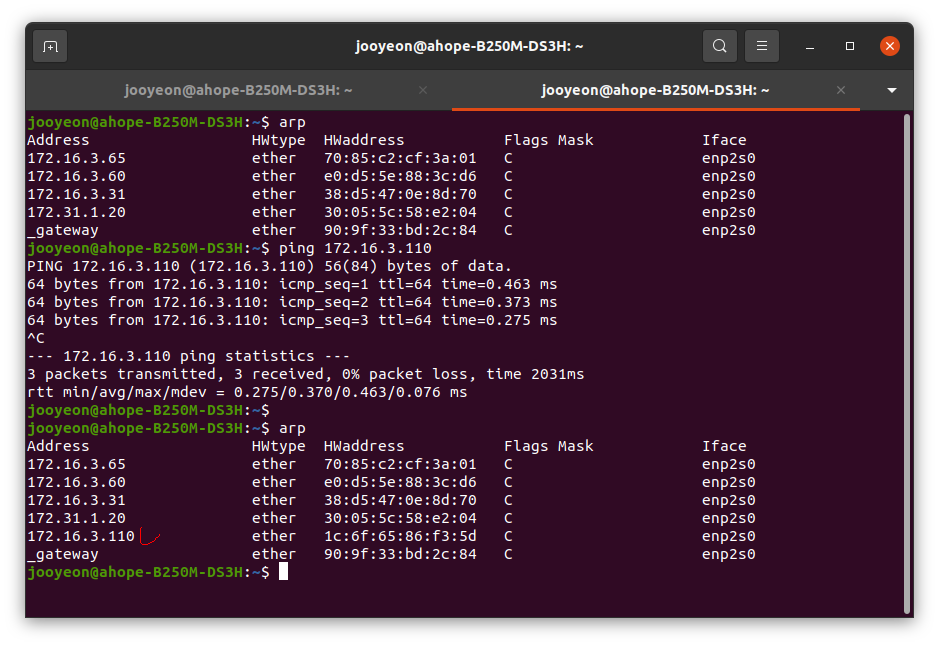 jooyeon@ahope-B250M-DS3H: ~
jooyeon@ahope-B250M-DS3H: ~
jooyeon@ahope-B250M-DS3H: ~
jooyeon@ahope-B250M-DS3H:~$ arp
Address                  HWtype  HWaddress           Flags Mask            Iface
172.16.3.65              ether   70:85:c2:cf:3a:01   C                     enp2s0
172.16.3.60              ether   e0:d5:5e:88:3c:d6   C                     enp2s0
172.16.3.31              ether   38:d5:47:0e:8d:70   C                     enp2s0
172.31.1.20              ether   30:05:5c:58:e2:04   C                     enp2s0
_gateway                 ether   90:9f:33:bd:2c:84   C                     enp2s0
jooyeon@ahope-B250M-DS3H:~$ ping 172.16.3.110
PING 172.16.3.110 (172.16.3.110) 56(84) bytes of data.
64 bytes from 172.16.3.110: icmp_seq=1 ttl=64 time=0.463 ms
64 bytes from 172.16.3.110: icmp_seq=2 ttl=64 time=0.373 ms
64 bytes from 172.16.3.110: icmp_seq=3 ttl=64 time=0.275 ms
^C
--- 172.16.3.110 ping statistics ---
3 packets transmitted, 3 received, 0% packet loss, time 2031ms
rtt min/avg/max/mdev = 0.275/0.370/0.463/0.076 ms
jooyeon@ahope-B250M-DS3H:~$
jooyeon@ahope-B250M-DS3H:~$ arp
Address                  HWtype  HWaddress           Flags Mask            Iface
172.16.3.65              ether   70:85:c2:cf:3a:01   C                     enp2s0
172.16.3.60              ether   e0:d5:5e:88:3c:d6   C                     enp2s0
172.16.3.31              ether   38:d5:47:0e:8d:70   C                     enp2s0
172.31.1.20              ether   30:05:5c:58:e2:04   C                     enp2s0
172.16.3.110             ether   1c:6f:65:86:f3:5d   C                     enp2s0
_gateway                 ether   90:9f:33:bd:2c:84   C                     enp2s0
jooyeon@ahope-B250M-DS3H:~$